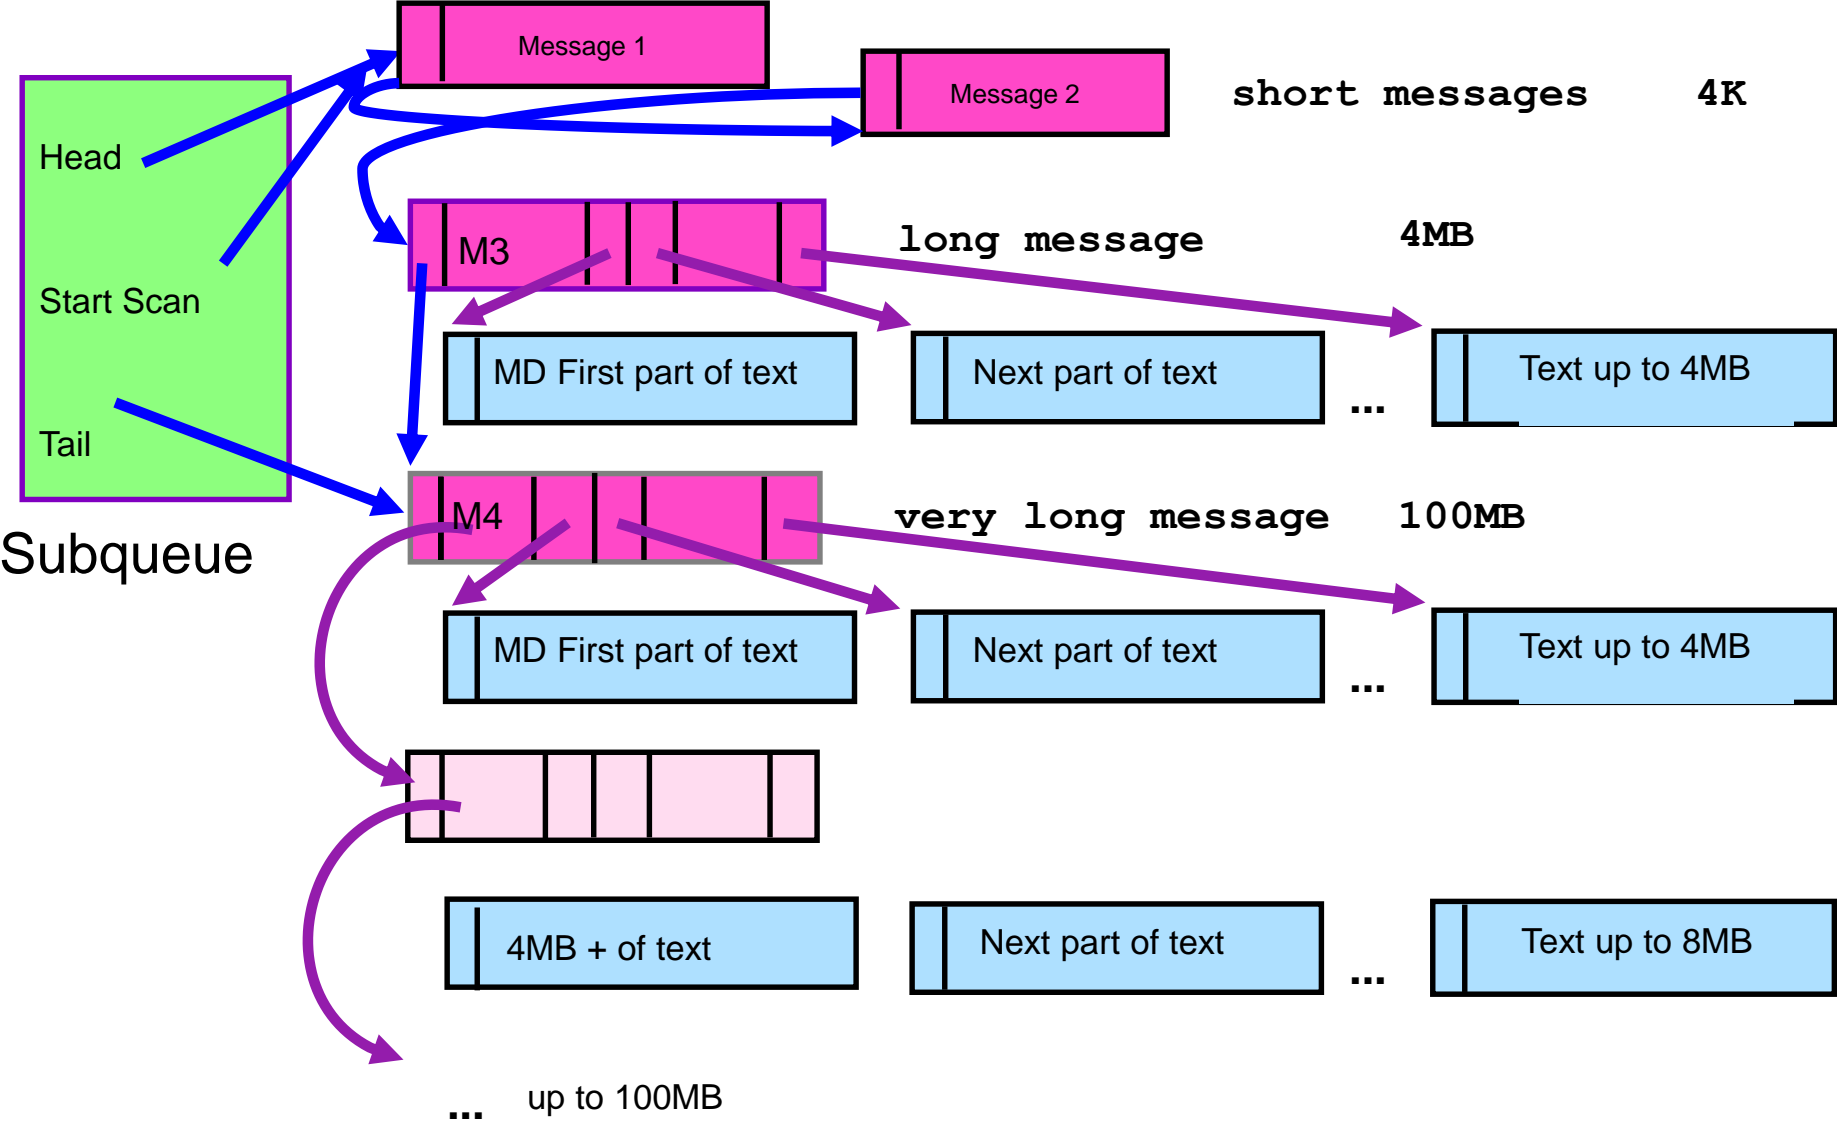 Message 1
Message 2
short messages 4K
Head
M3
long message 4MB
Start Scan
MD First part of text
Next part of text
...
Text up to 4MB
Tail
M4
very long message 100MB
Subqueue
MD First part of text
Next part of text
...
Text up to 4MB
4MB + of text
Next part of text
...
Text up to 8MB
... up to 100MB